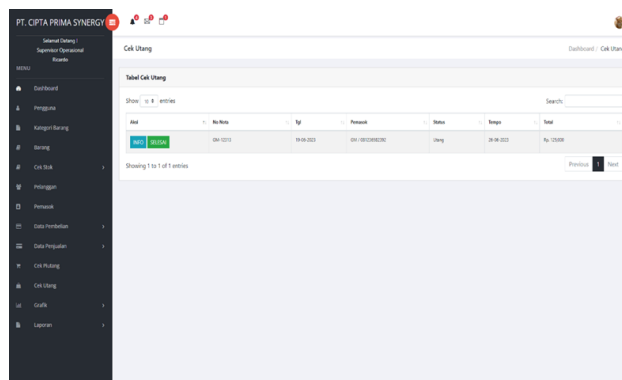 PT. CIPTA PRIMA SYNERGY
Selamat Datang !
Supervisor Operasional
Ricardo
MENU
Dashboard
Pengguna
Kategori Barang
Barang
Cek Stok
Pelanggan
Pemasok
Data Pembelian
Data Penjualan
Cek Piutang
Cek Utang
Grafik
Laporan
Cek Utang
Dashboard / Cek Utang
Tabel Cek Utang
Show 10 entries
Search:
Aksi No Nota Tgl Pemasok Status Tempo Total
INFO SELESAI 19-06-2023 Utang 26-06-2023
Showing 1 to 1 of 1 entries
Previous 1 Next